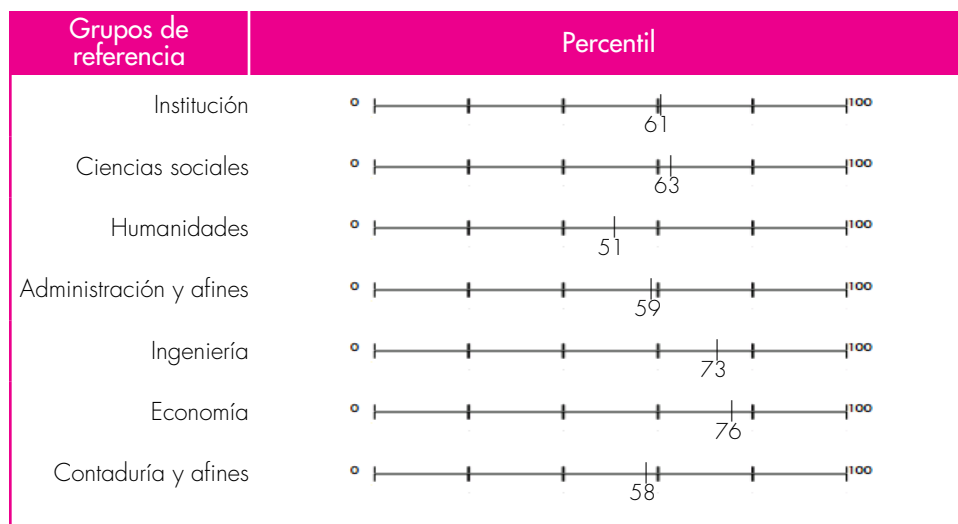 Grupos de
referencia
Percentil
Institución
0 100
61
Ciencias sociales
0 100
63
Humanidades
0 100
51
Administración y afines
0 100
59
Ingeniería
0 100
73
Economía
0 100
76
Contaduría y afines
0 100
58